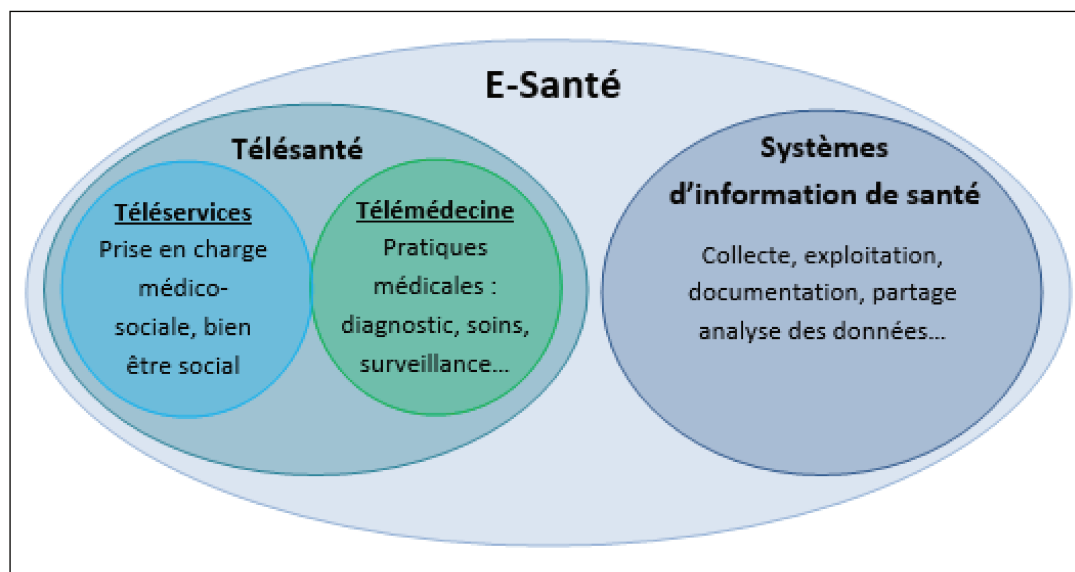 E-Santé
Télésanté
Téléservices
Prise en charge
médico-
sociale, bien
être social
Télémédecine
Pratiques
médicales :
diagnostic, soins,
surveillance...
Systèmes
d'information de santé
Collecte, exploitation,
documentation, partage
analyse des données...